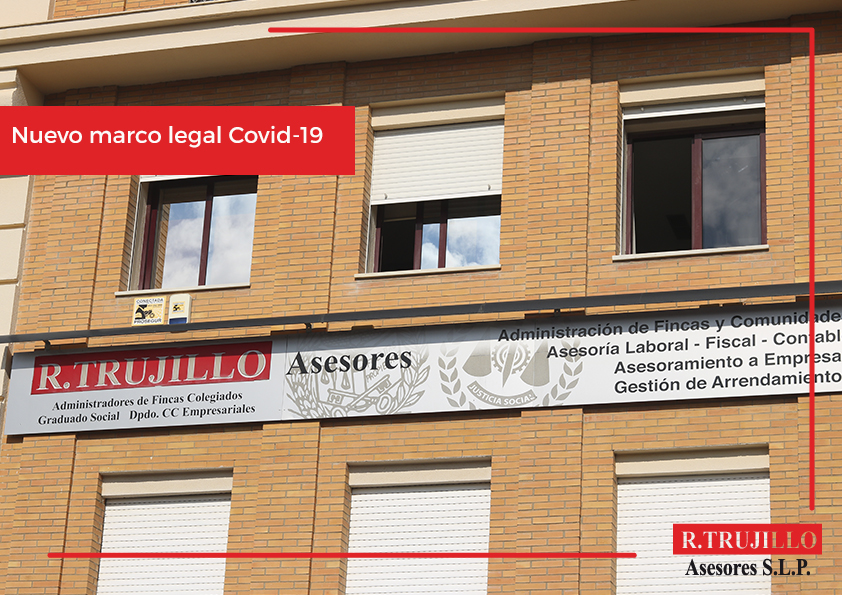 Nuevo marco legal Covid-19
CONECTADA
PROSEGUR
R.TRUJILLO
Asesores
Administradores de Fincas Colegiados
Graduado Social Dpdo. CC Empresariales
JUSTICIA SOCIAL
Administración de Fincas y Comunidade
Asesoría Laboral - Fiscal - Contabl
Asesoramiento a Empresa
Gestión de Arrendamiento
R.TRUJILLO
Asesores S.L.P.